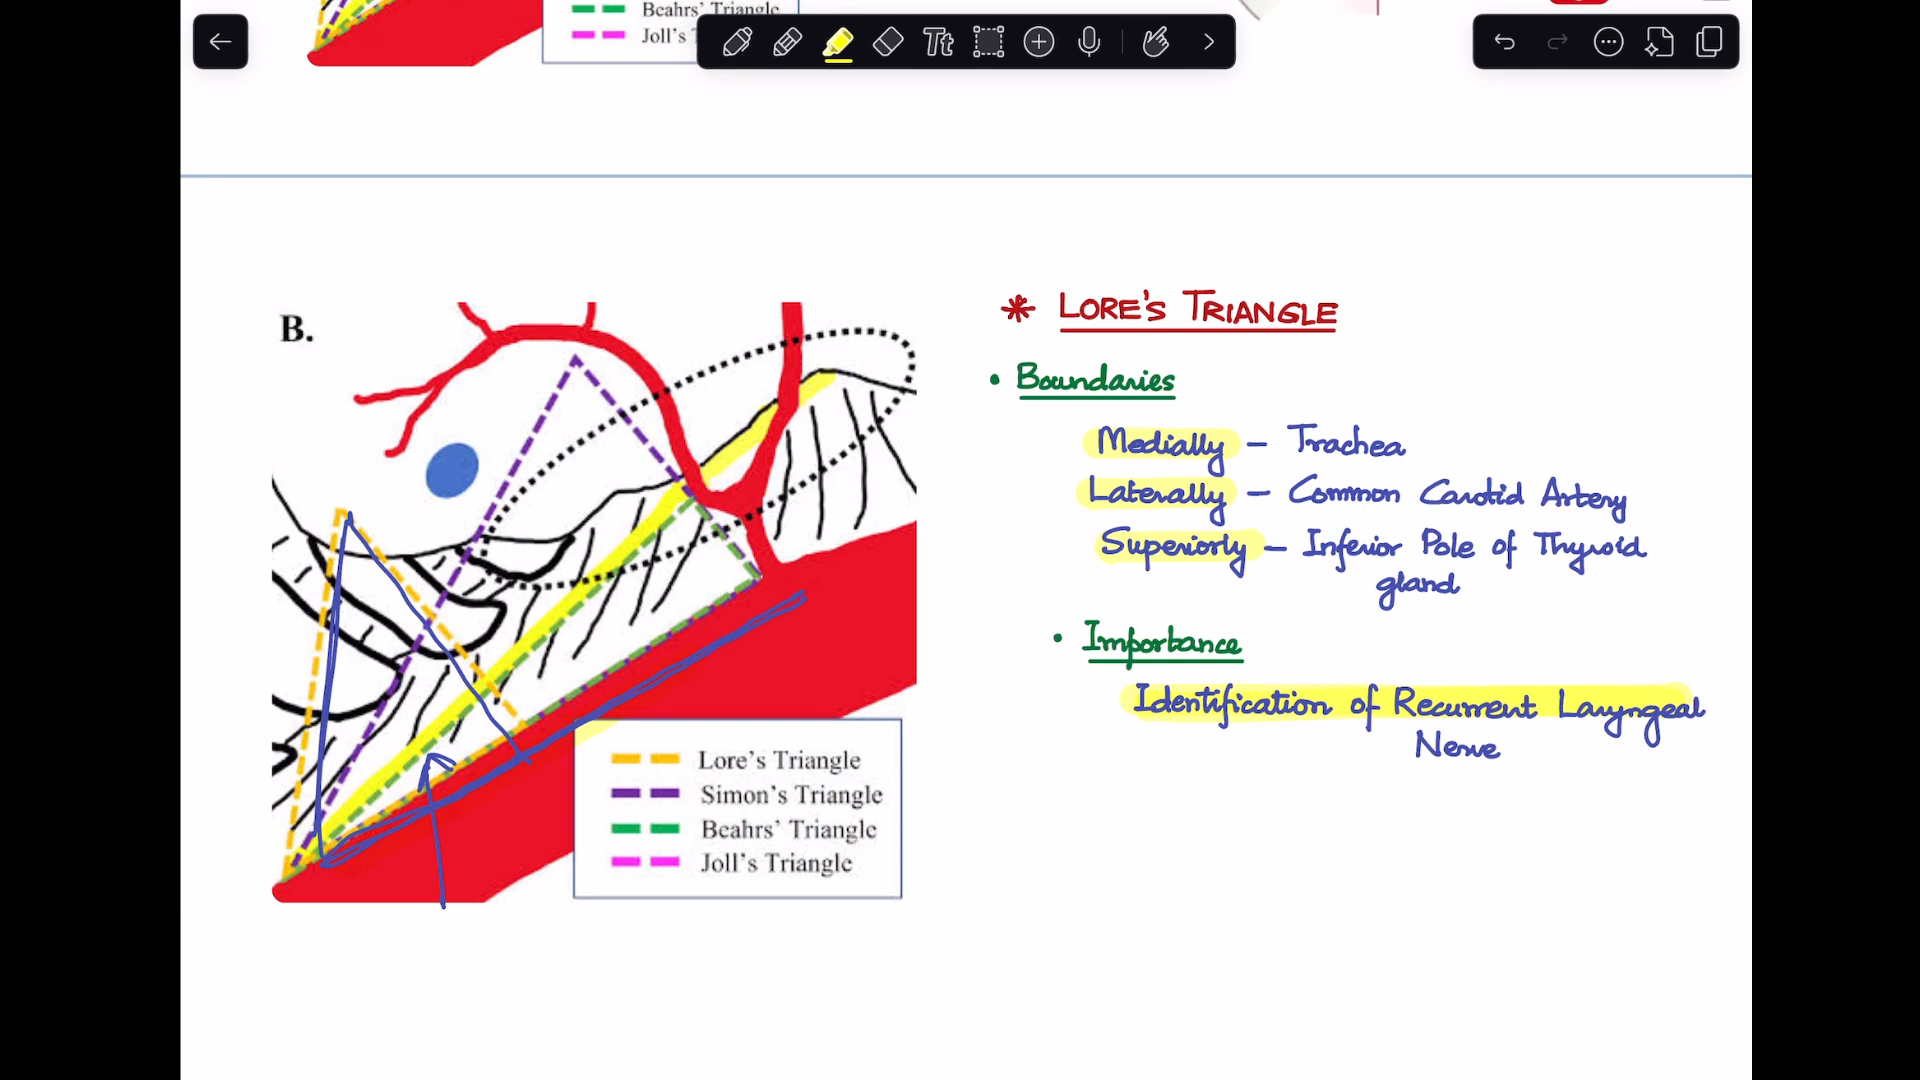 Beahrs' Triangle
Joll's T
Tt
B.
* LORE'S TRIANGLE
• Boundaries
Medially – Trachea
Laterally – Common Carotid Artery
Superiorly – Inferior Pole of Thyroid
gland
• Importance
Identification of Recurrent Laryngeal
Nerve
Lore's Triangle
Simon's Triangle
Beahrs' Triangle
Joll's Triangle